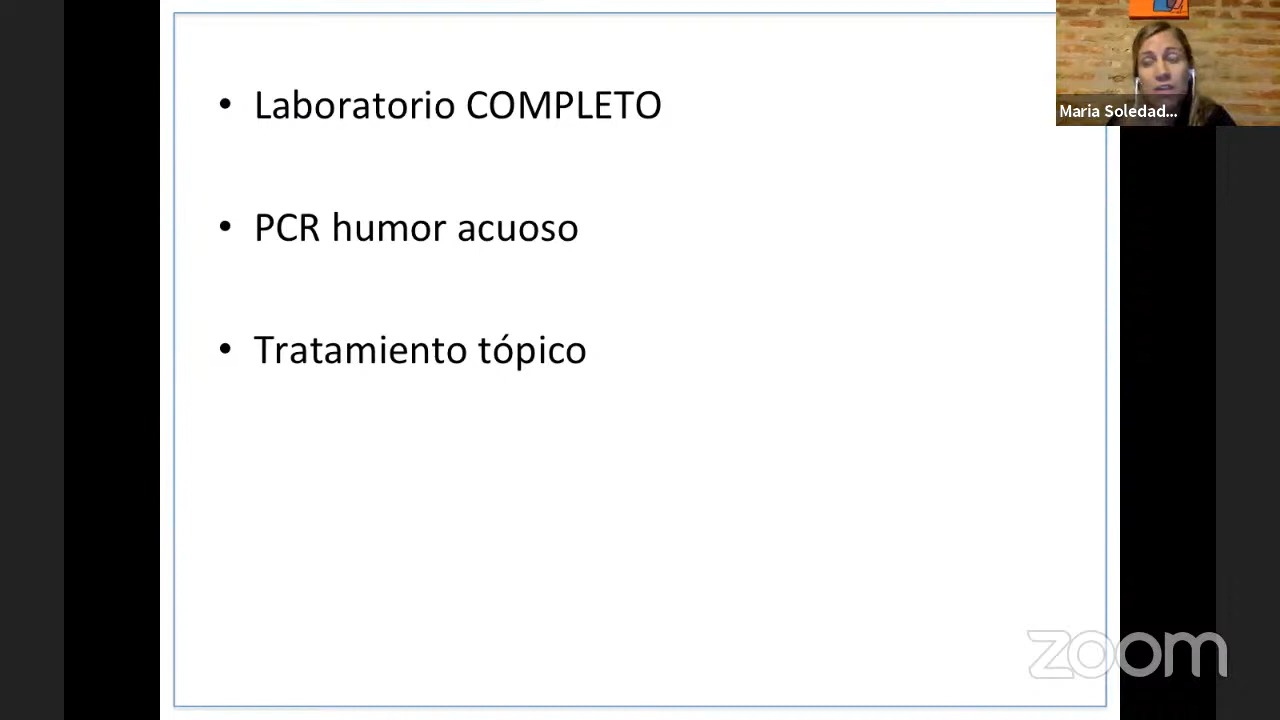 • Laboratorio COMPLETO
• PCR humor acuoso
• Tratamiento tópico
Maria Soledad...
zoom